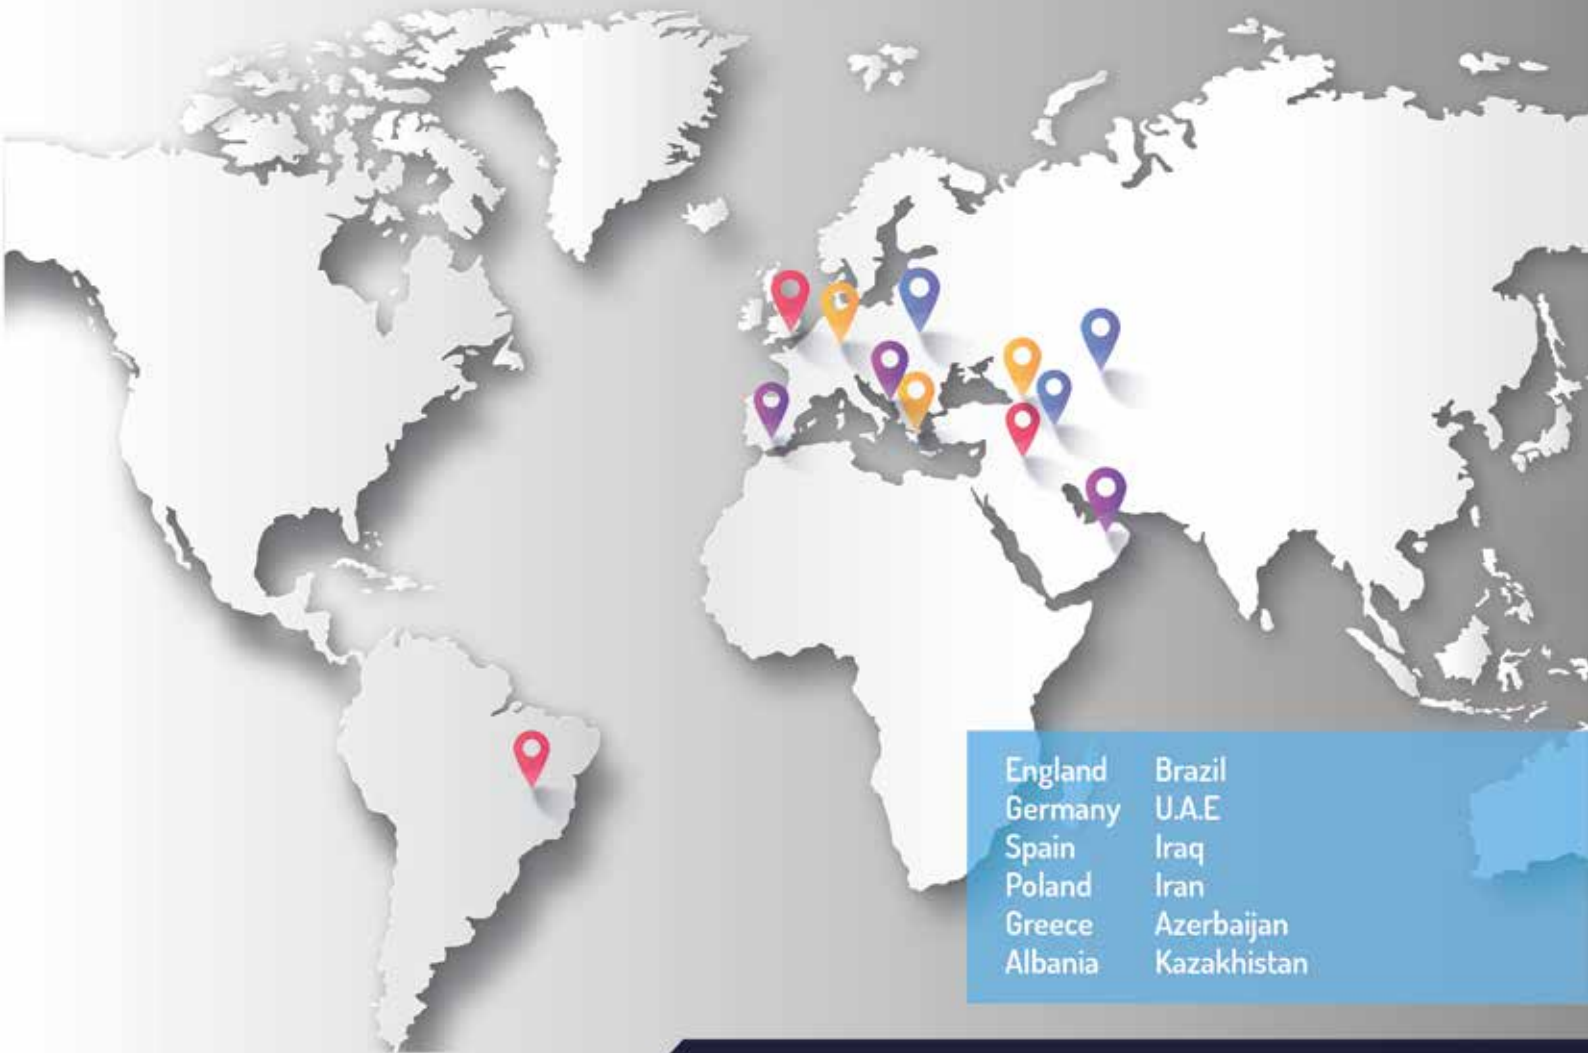 England
Germany
Spain
Poland
Greece
Albania
Brazil
U.A.E
Iraq
Iran
Azerbaijan
Kazakhistan